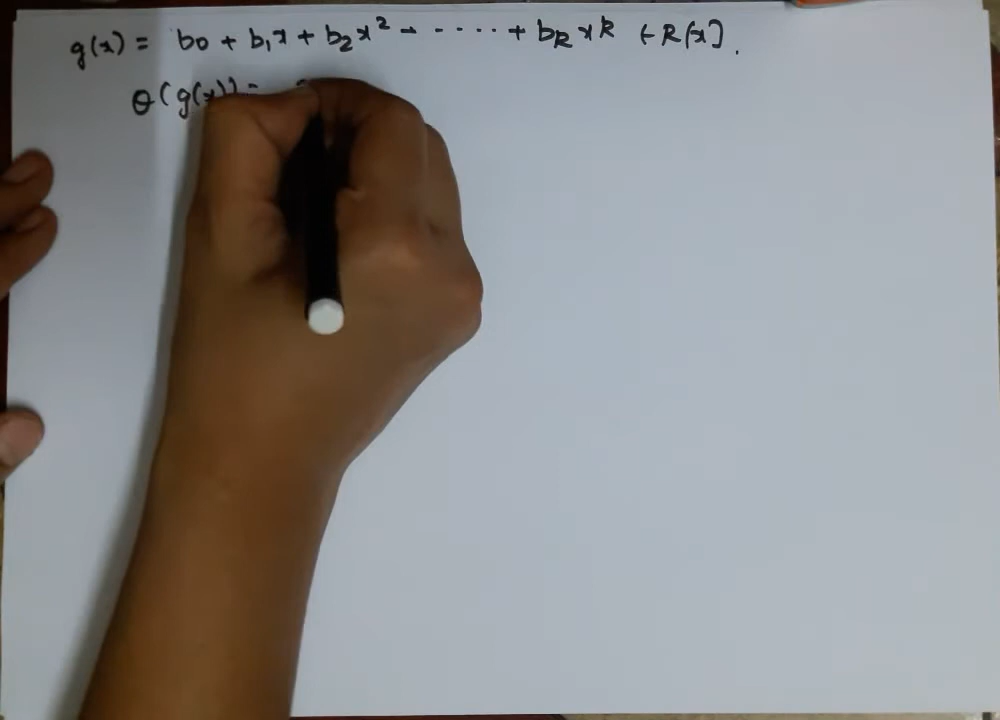 g(x) = b₀ + b₁x + b₂x² + ····· + bₖxᵏ ∈ R[x].
θ(g(x)) =